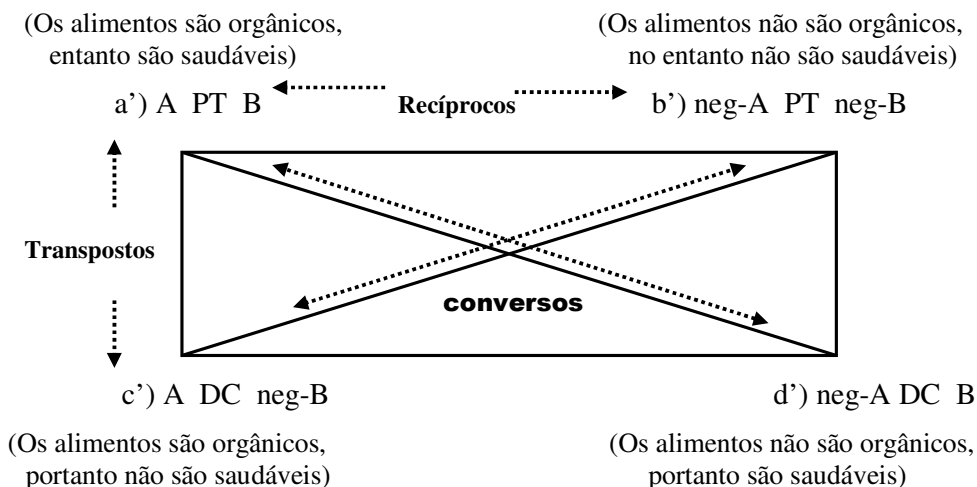 (Os alimentos são orgânicos,
entanto são saudáveis)
(Os alimentos não são orgânicos,
no entanto não são saudáveis)
a’) A PT B
Recíprocos
b’) neg-A PT neg-B
Transpostos
conversos
c’) A DC neg-B
d’) neg-A DC B
(Os alimentos são orgânicos,
portanto não são saudáveis)
(Os alimentos não são orgânicos,
portanto são saudáveis)